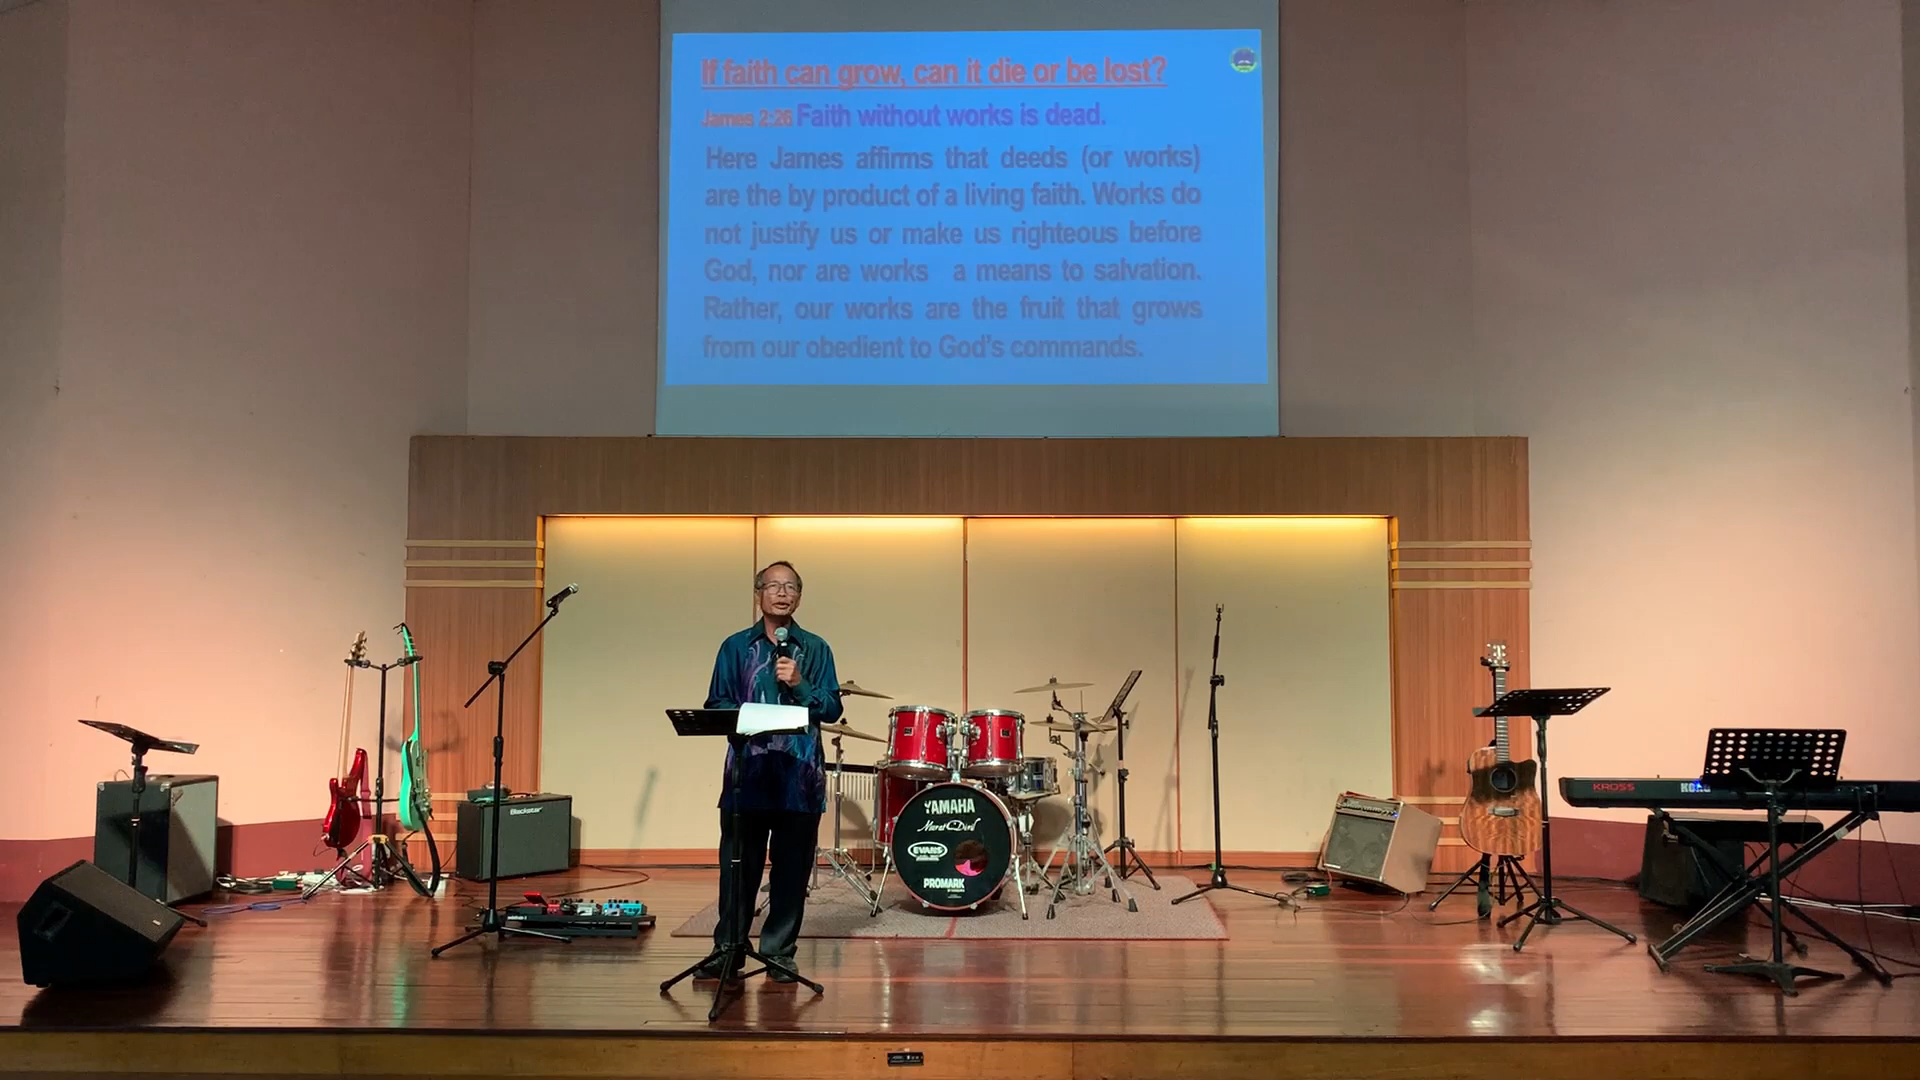 If faith can grow, can it die or be lost?
James 2:26 Faith without works is dead.
Here James affirms that deeds (or works)
are the by product of a living faith. Works do
not justify us or make us righteous before
God, nor are works a means to salvation.
Rather, our works are the fruit that grows
from our obedient to God's commands.
Blackstar
YAMAHA
EVANS
PROMARK
KROSS
KORG